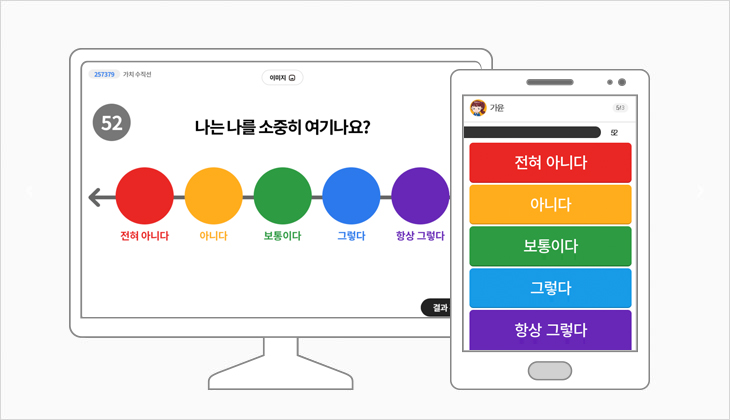 257379 가치 수직선
이미지
52
나는 나를 소중히 여기나요?
전혀 아니다
아니다
보통이다
그렇다
항상 그렇다
결과
가운
52
전혀 아니다
아니다
보통이다
그렇다
항상 그렇다